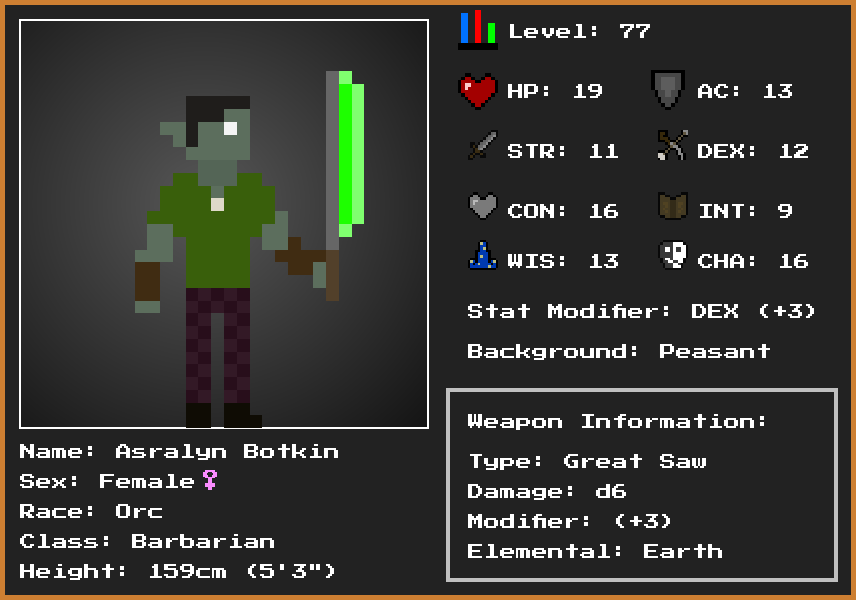 Level: 77
HP: 19 AC: 13
STR: 11 DEX: 12
CON: 16 INT: 9
WIS: 13 CHA: 16
Stat Modifier: DEX (+3)
Background: Peasant
Weapon Information:
Type: Great Saw
Damage: d6
Modifier: (+3)
Elemental: Earth
Name: Asralyn Botkin
Sex: Female♀
Race: Orc
Class: Barbarian
Height: 159cm (5'3")